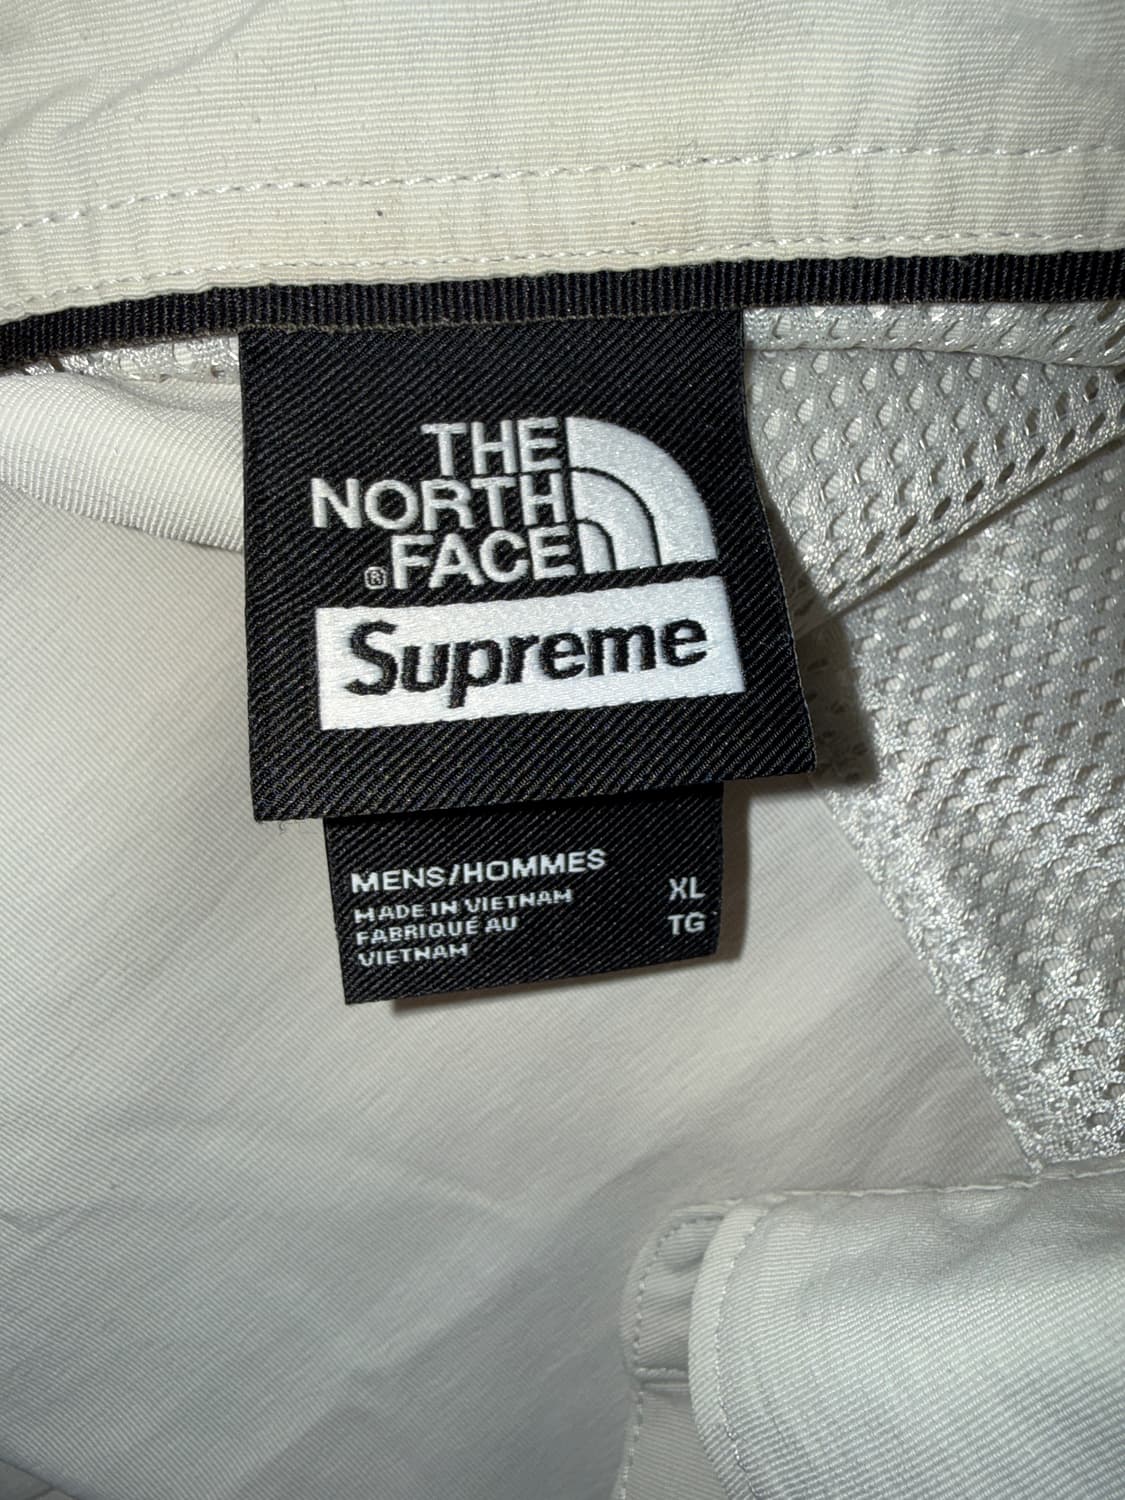 THE
NORTH
®FACE
Supreme
MENS/HOMMES
MADE IN VIETNAM
FABRIQUÉ AU
VIETNAM
XL
TG